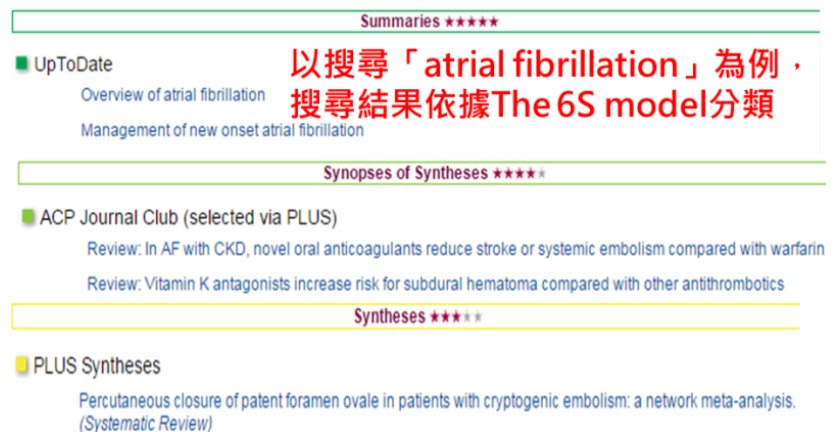 Summaries ★★★★★
UpToDate
以搜尋「atrial fibrillation」為例，
Overview of atrial fibrillation
搜尋結果依據The 6S model分類
Management of new onset atrial fibrillation
Synopses of Syntheses ★★★★★
ACP Journal Club (selected via PLUS)
Review: In AF with CKD, novel oral anticoagulants reduce stroke or systemic embolism compared with warfarin
Review: Vitamin K antagonists increase risk for subdural hematoma compared with other antithrombotics
Syntheses ★★★★★
PLUS Syntheses
Percutaneous closure of patent foramen ovale in patients with cryptogenic embolism: a network meta-analysis.
(Systematic Review)